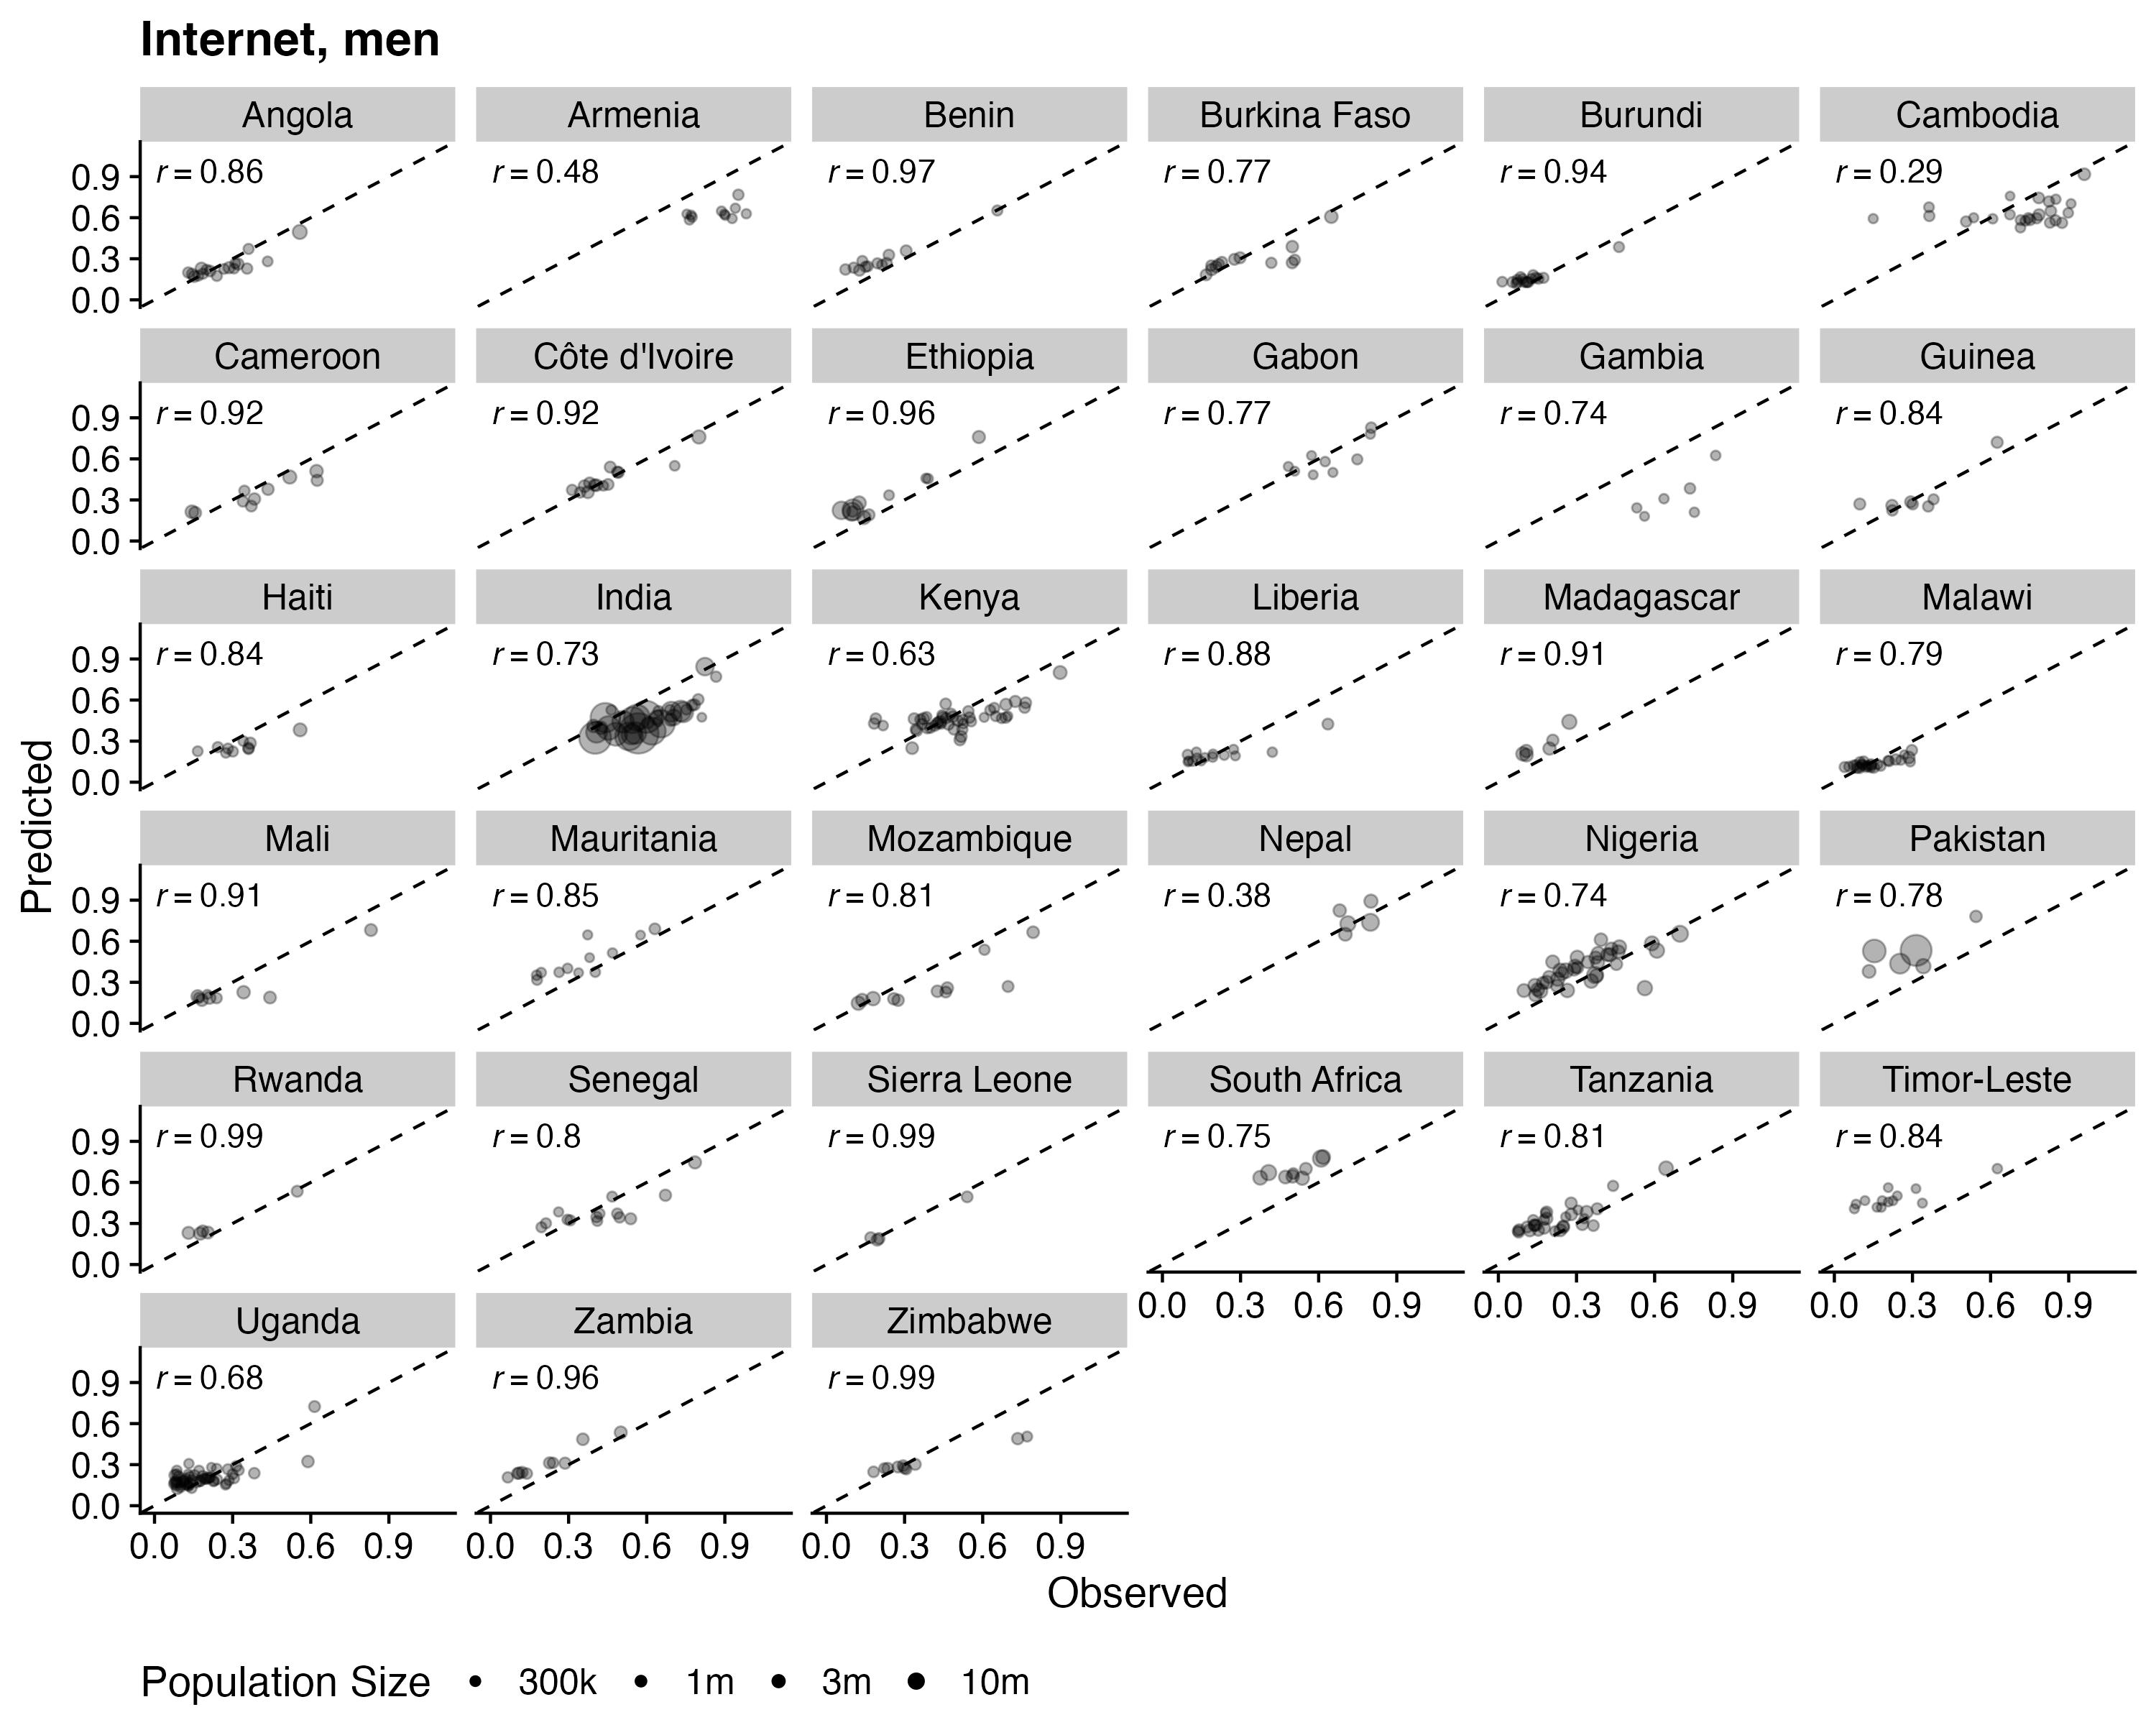 Internet, men
Angola Armenia Benin Burkina Faso Burundi Cambodia
r = 0.86 r = 0.48 r = 0.97 r = 0.77 r = 0.94 r = 0.29
0.9
0.6
0.3
0.0
Cameroon Côte d'Ivoire Ethiopia Gabon Gambia Guinea
r = 0.92 r = 0.92 r = 0.96 r = 0.77 r = 0.74 r = 0.84
0.9
0.6
0.3
0.0
Haiti India Kenya Liberia Madagascar Malawi
r = 0.84 r = 0.73 r = 0.63 r = 0.88 r = 0.91 r = 0.79
0.9
0.6
0.3
0.0
Predicted
Mali Mauritania Mozambique Nepal Nigeria Pakistan
r = 0.91 r = 0.85 r = 0.81 r = 0.38 r = 0.74 r = 0.78
0.9
0.6
0.3
0.0
Rwanda Senegal Sierra Leone South Africa Tanzania Timor-Leste
r = 0.99 r = 0.8 r = 0.99 r = 0.75 r = 0.81 r = 0.84
0.9
0.6
0.3
0.0
0.0 0.3 0.6 0.9 0.0 0.3 0.6 0.9 0.0 0.3 0.6 0.9
Uganda Zambia Zimbabwe
r = 0.68 r = 0.96 r = 0.99
0.9
0.6
0.3
0.0
0.0 0.3 0.6 0.9 0.0 0.3 0.6 0.9 0.0 0.3 0.6 0.9
Observed
Population Size 300k 1m 3m 10m